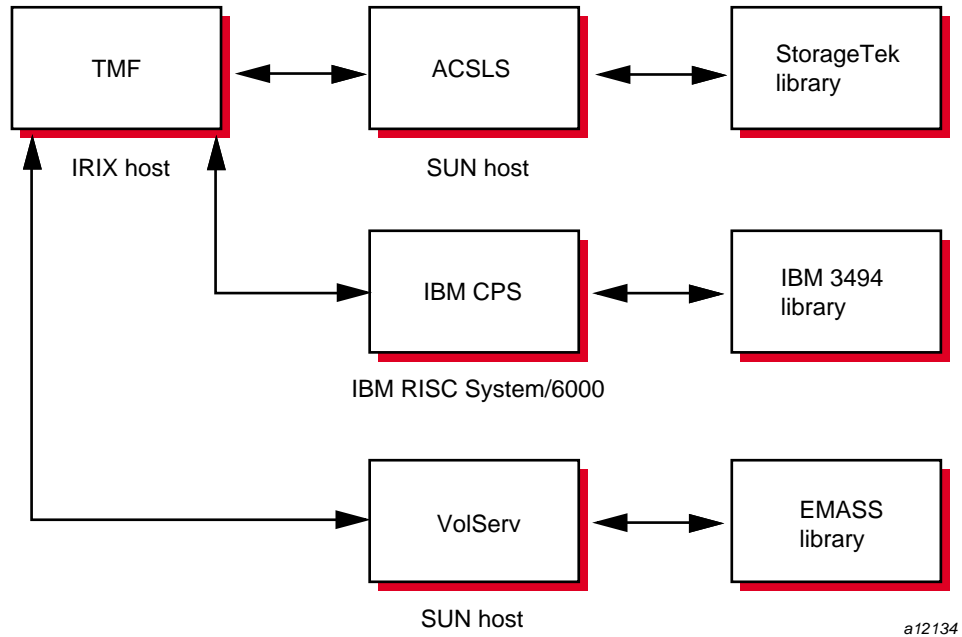 TMF
ACSLS
StorageTek
library
IRIX host
SUN host
IBM CPS
IBM 3494
library
IBM RISC System/6000
VolServ
EMASS
library
SUN host
a12134